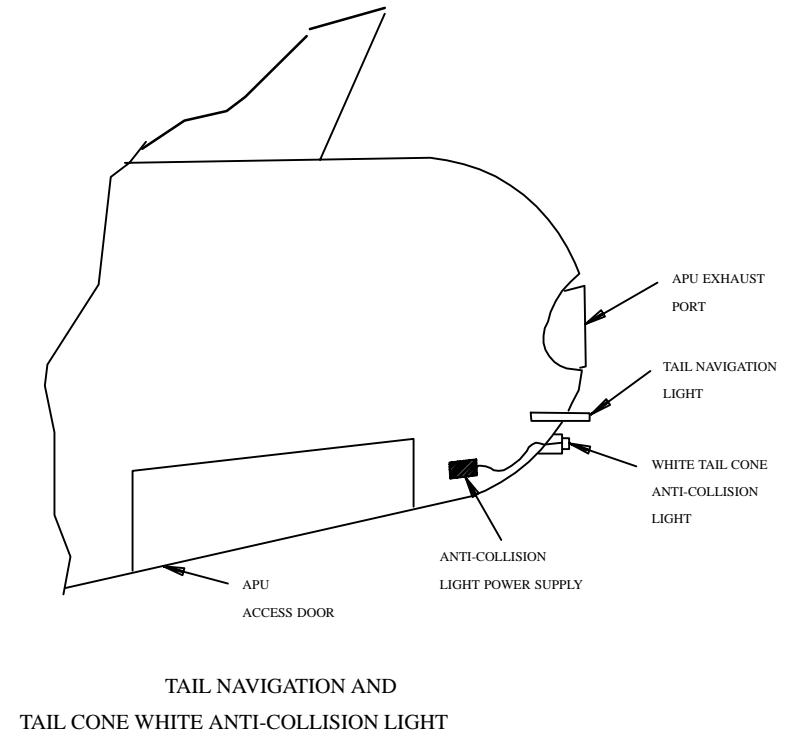 APU EXHAUST
PORT
TAIL NAVIGATION
LIGHT
WHITE TAIL CONE
ANTI-COLLISION
LIGHT
ANTI-COLLISION
LIGHT POWER SUPPLY
APU
ACCESS DOOR
TAIL NAVIGATION AND
TAIL CONE WHITE ANTI-COLLISION LIGHT